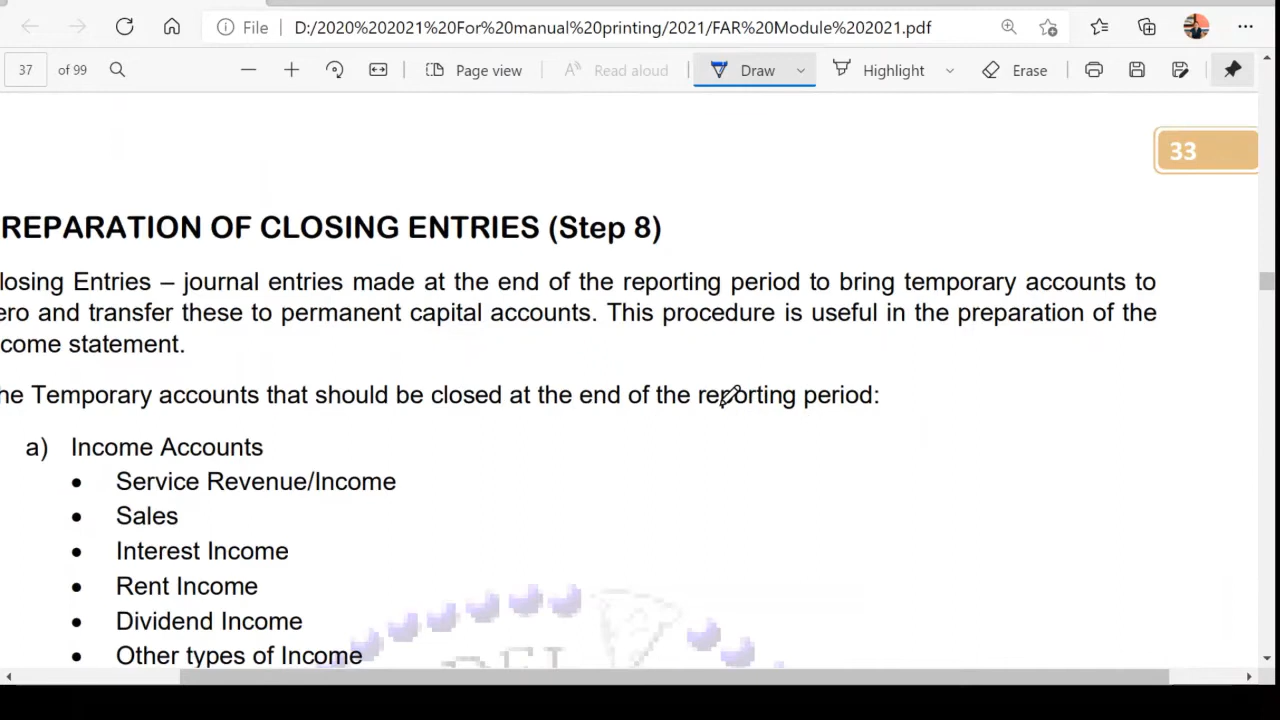 File
D:/2020%202021%20For%20manual%20printing/2021/FAR%20Module%202021.pdf
37 of 99
Page view
Read aloud
Draw
Highlight
Erase
33
REPARATION OF CLOSING ENTRIES (Step 8)
losing Entries – journal entries made at the end of the reporting period to bring temporary accounts to
ero and transfer these to permanent capital accounts. This procedure is useful in the preparation of the
come statement.
he Temporary accounts that should be closed at the end of the reporting period:
a) Income Accounts
• Service Revenue/Income
• Sales
• Interest Income
• Rent Income
• Dividend Income
• Other types of Income